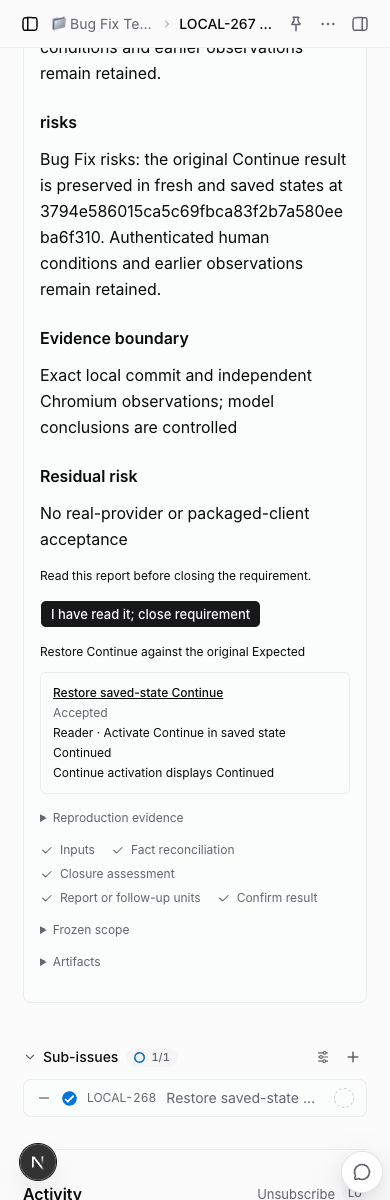 Bug Fix Te... > LOCAL-267 ...
conditions and earlier observations
remain retained.
risks
Bug Fix risks: the original Continue result
is preserved in fresh and saved states at
3794e586015ca5c69fbca83f2b7a580ee
ba6f310. Authenticated human
conditions and earlier observations
remain retained.
Evidence boundary
Exact local commit and independent
Chromium observations; model
conclusions are controlled
Residual risk
No real-provider or packaged-client
acceptance
Read this report before closing the requirement.
I have read it; close requirement
Restore Continue against the original Expected
Restore saved-state Continue
Accepted
Reader · Activate Continue in saved state
Continued
Continue activation displays Continued
Reproduction evidence
Inputs Fact reconciliation
Closure assessment
Report or follow-up units Confirm result
Frozen scope
Artifacts
Sub-issues 1/1
LOCAL-268 Restore saved-state ...
N
Activity Unsubscribe Lo